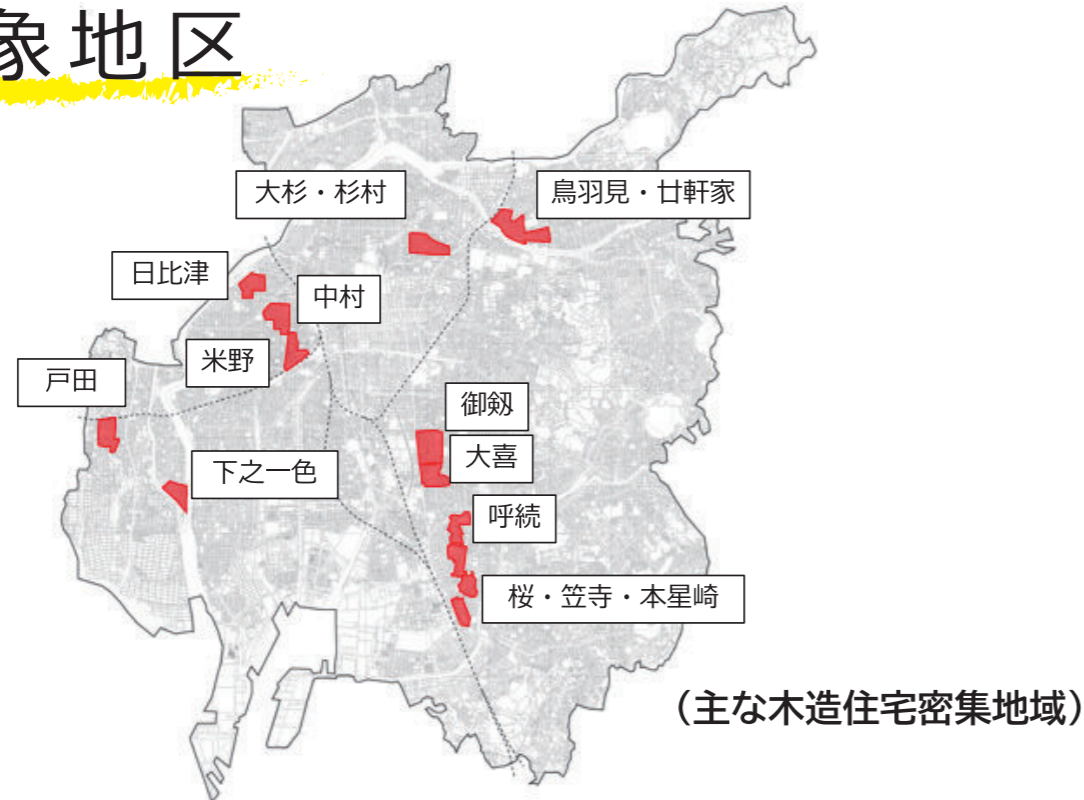 象地区
大杉・杉村
鳥羽見・廿軒家
日比津
中村
米野
戸田
御剱
大喜
下之一色
呼続
桜・笠寺・本星崎
（主な木造住宅密集地域）